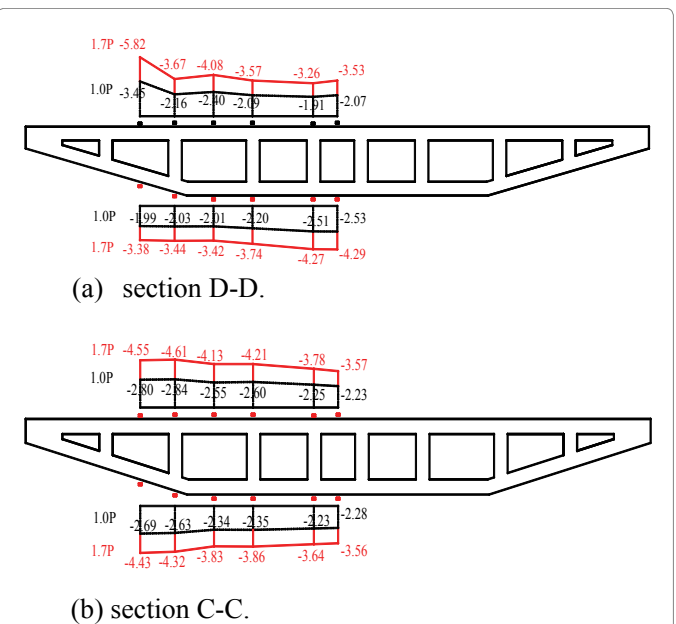 1.7P -5.82 -3.67 -4.08 -3.57 -3.26 -3.53
1.0P -3.45 -2.16 -2.40 -2.09 -1.91 -2.07
1.0P -1.99 -2.03 -2.01 -2.20 -2.51 -2.53
1.7P -3.38 -3.44 -3.42 -3.74 -4.27 -4.29
(a) section D-D.
1.7P -4.55 -4.61 -4.13 -4.21 -3.78 -3.57
1.0P -2.80 -2.84 -2.55 -2.60 -2.25 -2.23
1.0P -2.69 -2.63 -2.34 -2.35 -2.23 -2.28
1.7P -4.43 -4.32 -3.83 -3.86 -3.64 -3.56
(b) section C-C.